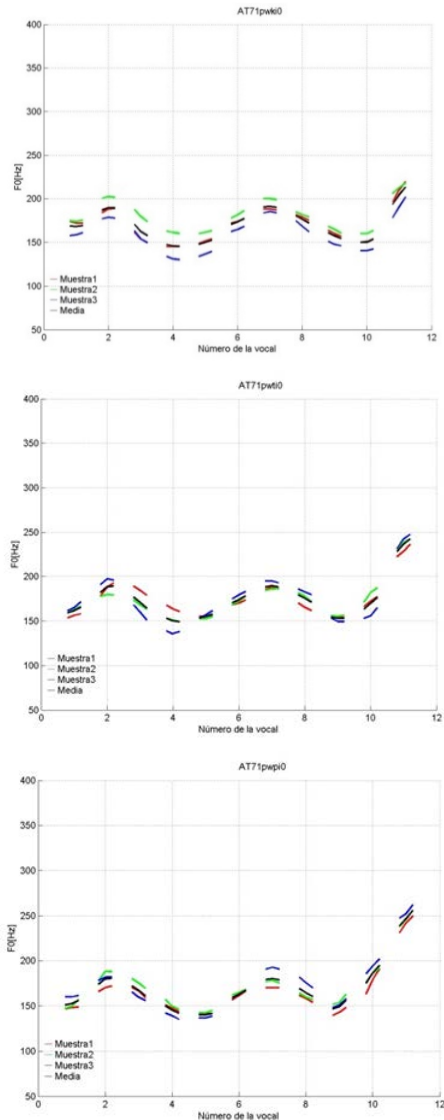 AT71pwki0
400
350
300
250
200
150
100
50
F0[Hz]
Muestra1
Muestra2
Muestra3
Media
0 2 4 6 8 10 12
Número de la vocal
AT71pwti0
400
350
300
250
200
150
100
50
F0[Hz]
Muestra1
Muestra2
Muestra3
Media
0 2 4 6 8 10 12
Número de la vocal
AT71pwpi0
400
350
300
250
200
150
100
50
F0[Hz]
Muestra1
Muestra2
Muestra3
Media
0 2 4 6 8 10 12
Número de la vocal